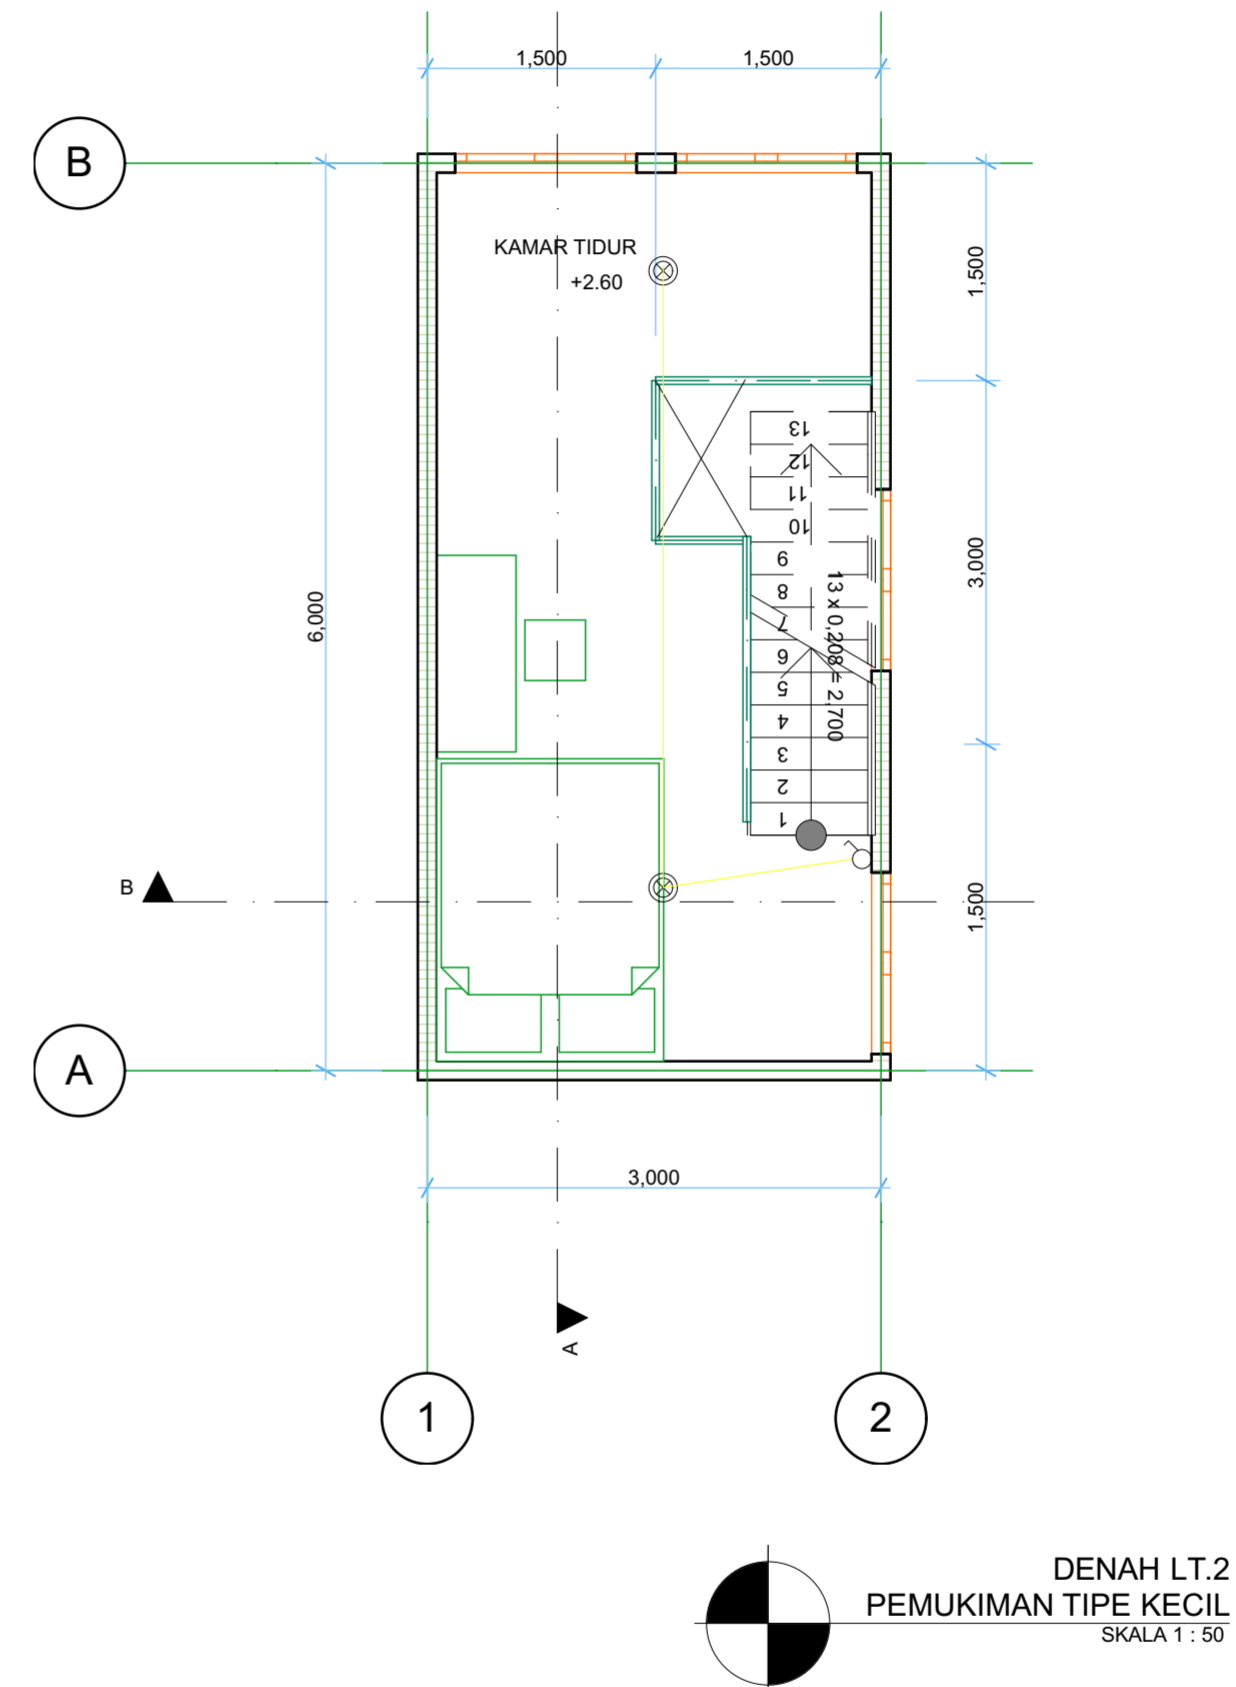 1,500
1,500
B
KAMAR TIDUR
+2.60
1,500
13
12
11
10
9
8
7
6
5
4
3
2
1
13 x 0,208 = 2,700
3,000
6,000
B
1,500
A
3,000
A
1
2
DENAH LT.2
PEMUKIMAN TIPE KECIL
SKALA 1 : 50